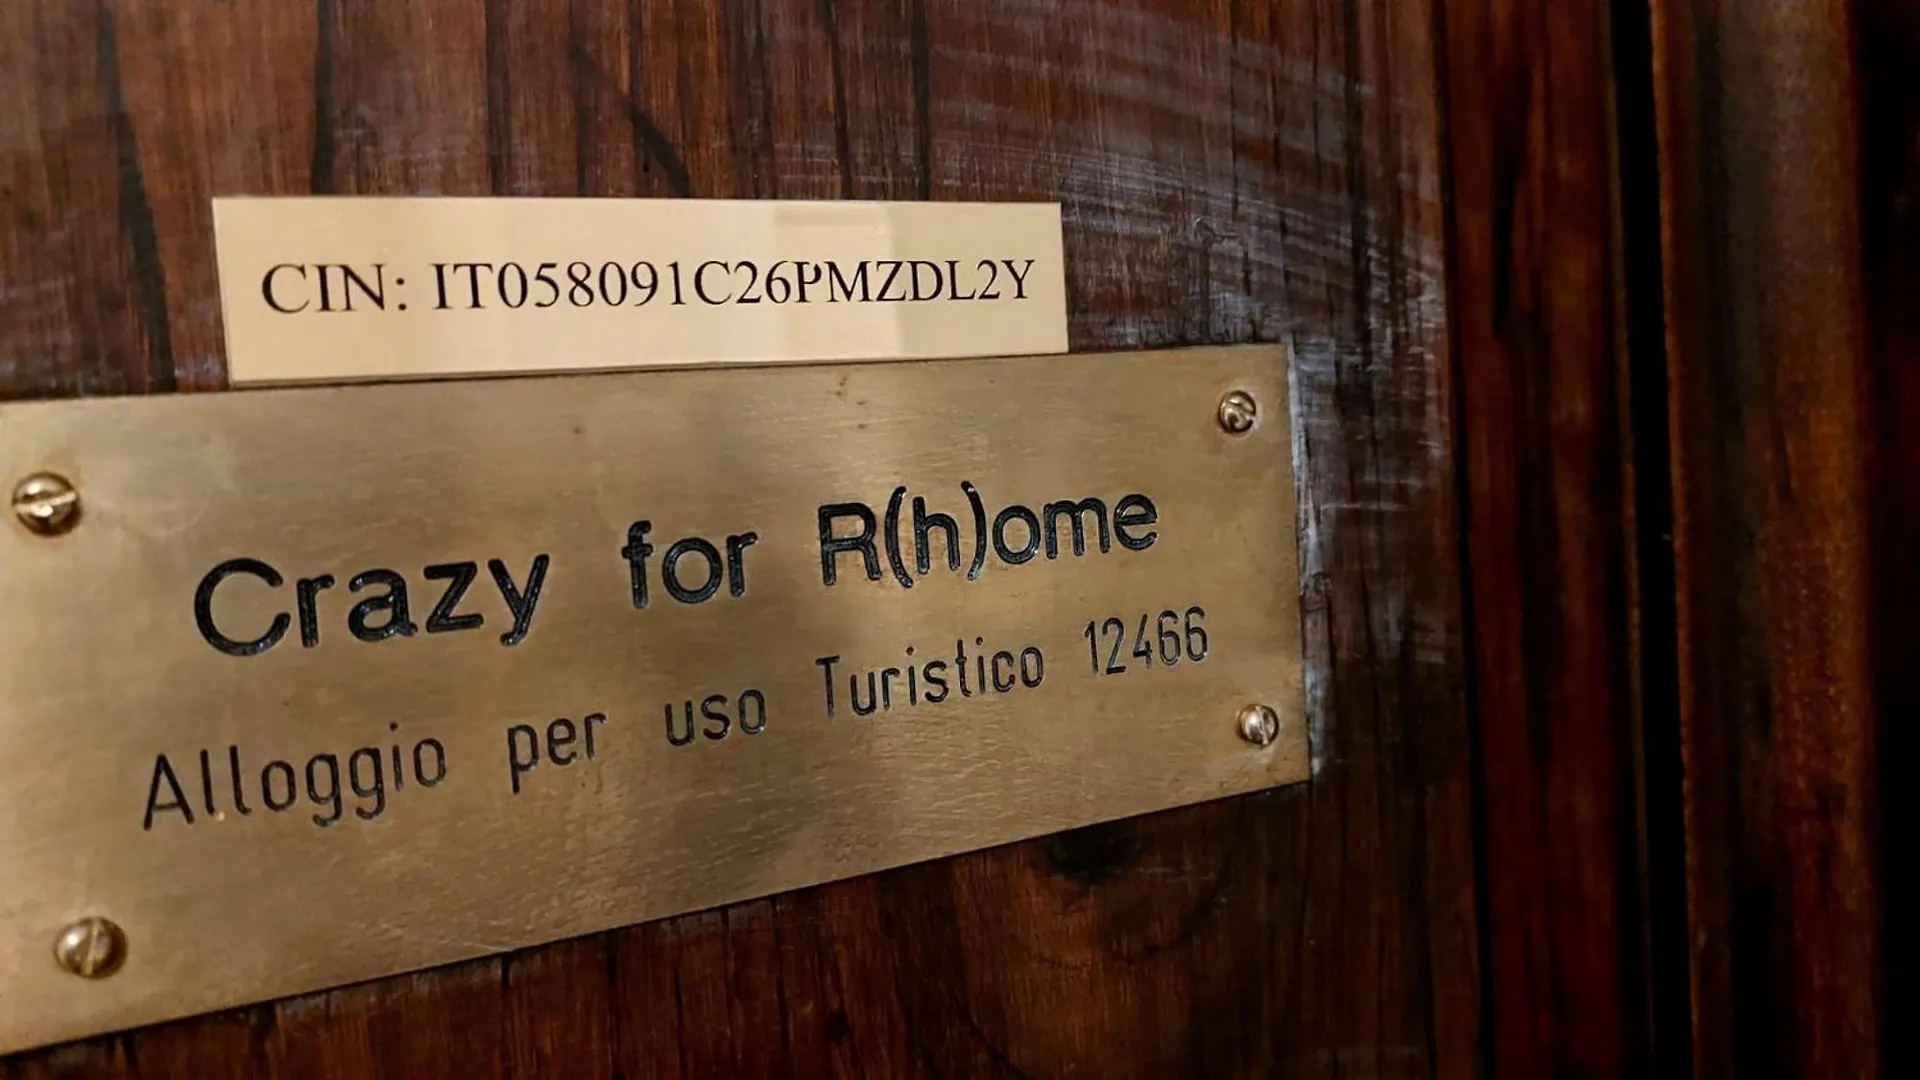 CIN: IT058091C26PMZDL2Y
Crazy for R(h)ome
Alloggio per uso Turistico 12466